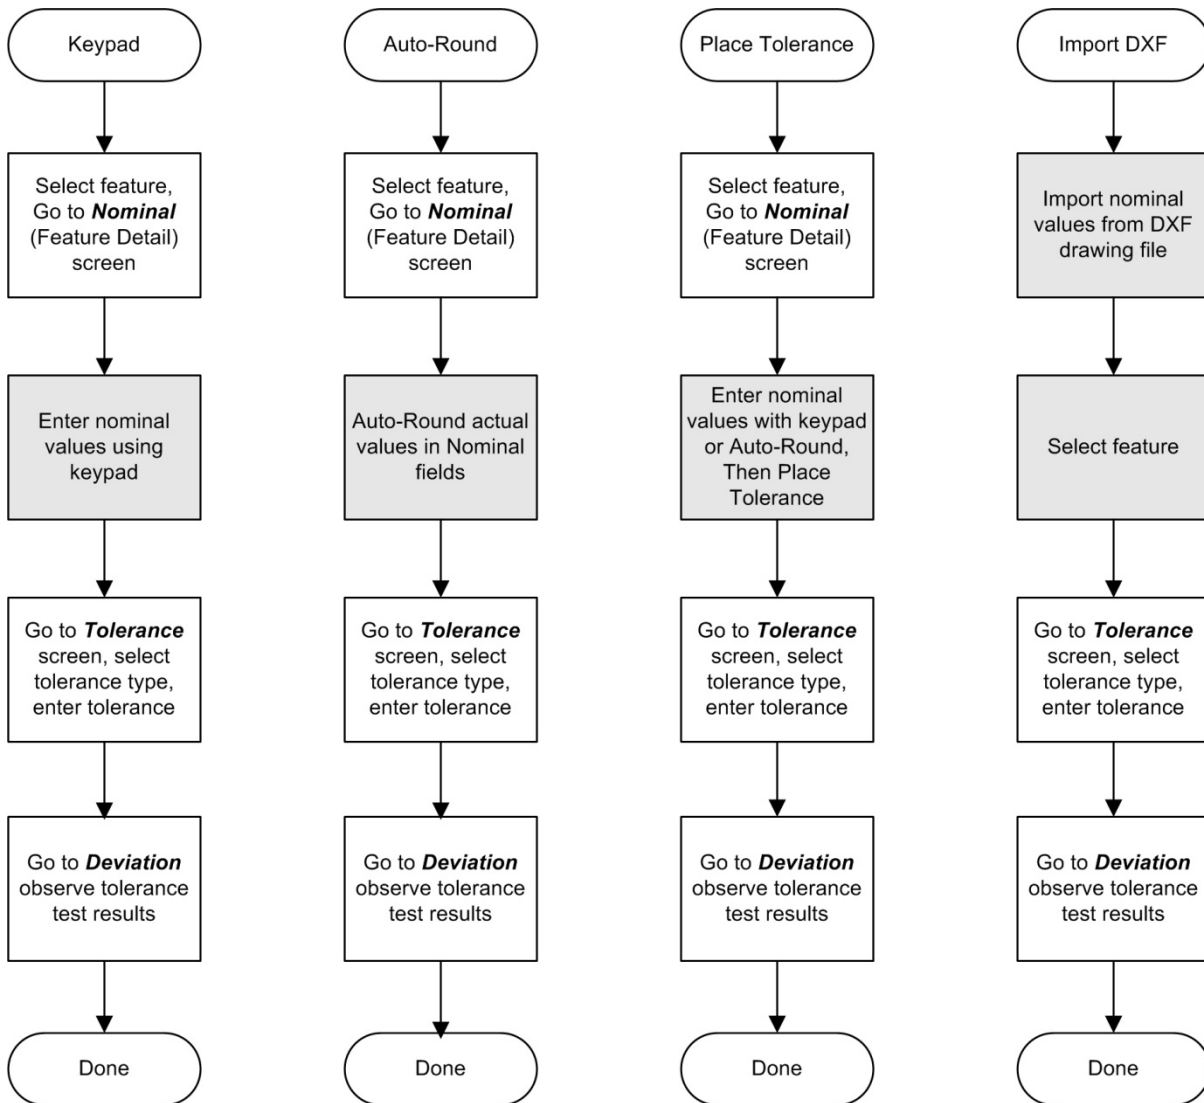 Keypad
Select feature,
Go to Nominal
(Feature Detail)
screen
Enter nominal
values using
keypad
Go to Tolerance
screen, select
tolerance type,
enter tolerance
Go to Deviation
observe tolerance
test results
Done
Auto-Round
Select feature,
Go to Nominal
(Feature Detail)
screen
Auto-Round actual
values in Nominal
fields
Go to Tolerance
screen, select
tolerance type,
enter tolerance
Go to Deviation
observe tolerance
test results
Done
Place Tolerance
Select feature,
Go to Nominal
(Feature Detail)
screen
Enter nominal
values with keypad
or Auto-Round,
Then Place
Tolerance
Go to Tolerance
screen, select
tolerance type,
enter tolerance
Go to Deviation
observe tolerance
test results
Done
Import DXF
Import nominal
values from DXF
drawing file
Select feature
Go to Tolerance
screen, select
tolerance type,
enter tolerance
Go to Deviation
observe tolerance
test results
Done